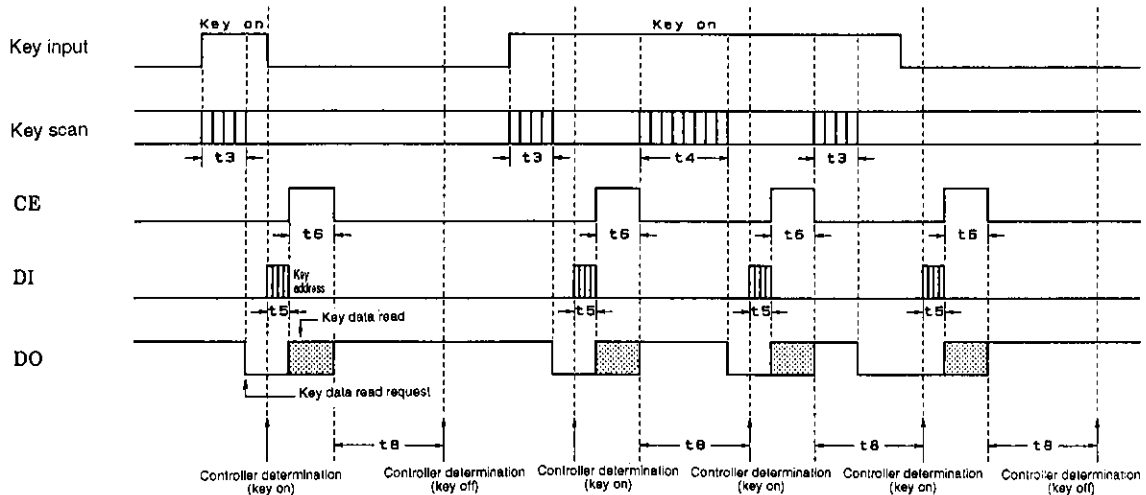 Key on
Key on
Key input
Key scan
t3
t3
t4
t3
CE
t6
t6
t6
t6
DI
Key
address
t5
t5
t5
t5
Key data read
DO
Key data read request
t8
t8
t8
t8
Controller determination
(key on)
Controller determination
(key off)
Controller determination
(key on)
Controller determination
(key on)
Controller determination
(key on)
Controller determination
(key off)